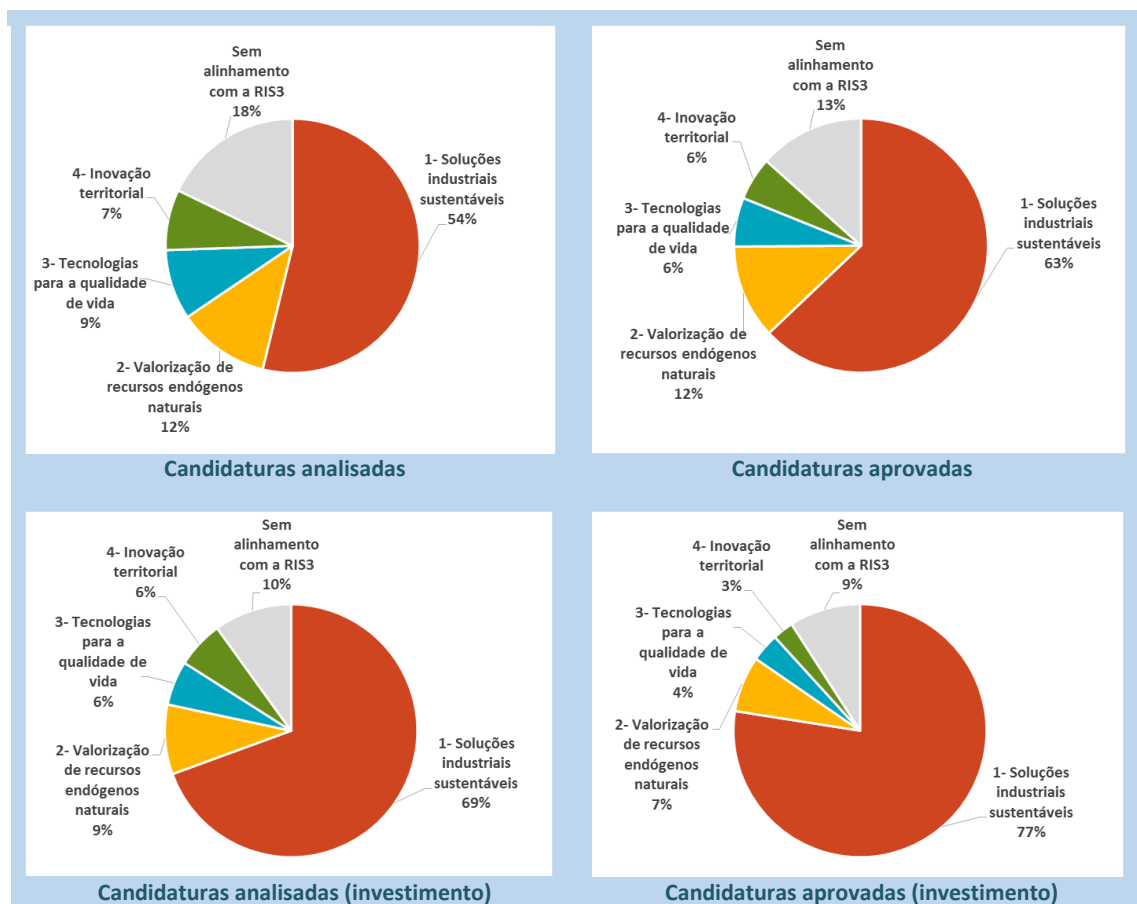 Sem
alinhamento
com a RIS3
18%
1- Soluções
industriais
sustentáveis
54%
4- Inovação
territorial
7%
3- Tecnologias
para a qualidade
de vida
9%
2- Valorização de
recursos endógenos
naturais
12%
Candidaturas analisadas
Sem
alinhamento
com a RIS3
13%
4- Inovação
territorial
6%
3- Tecnologias
para a qualidade
de vida
6%
1- Soluções
industriais
sustentáveis
63%
2- Valorização de
recursos endógenos
naturais
12%
Candidaturas aprovadas
Sem
alinhamento
com a RIS3
10%
4- Inovação
territorial
6%
3- Tecnologias
para a
qualidade de
vida
6%
2- Valorização
de recursos
endógenos
naturais
9%
1- Soluções
industriais
sustentáveis
69%
Candidaturas analisadas (investimento)
Sem
alinhamento
com a RIS3
9%
4- Inovação
territorial
3%
3- Tecnologias
para a
qualidade de
vida
4%
2- Valorização
de recursos
endógenos
naturais
7%
1- Soluções
industriais
sustentáveis
77%
Candidaturas aprovadas (investimento)